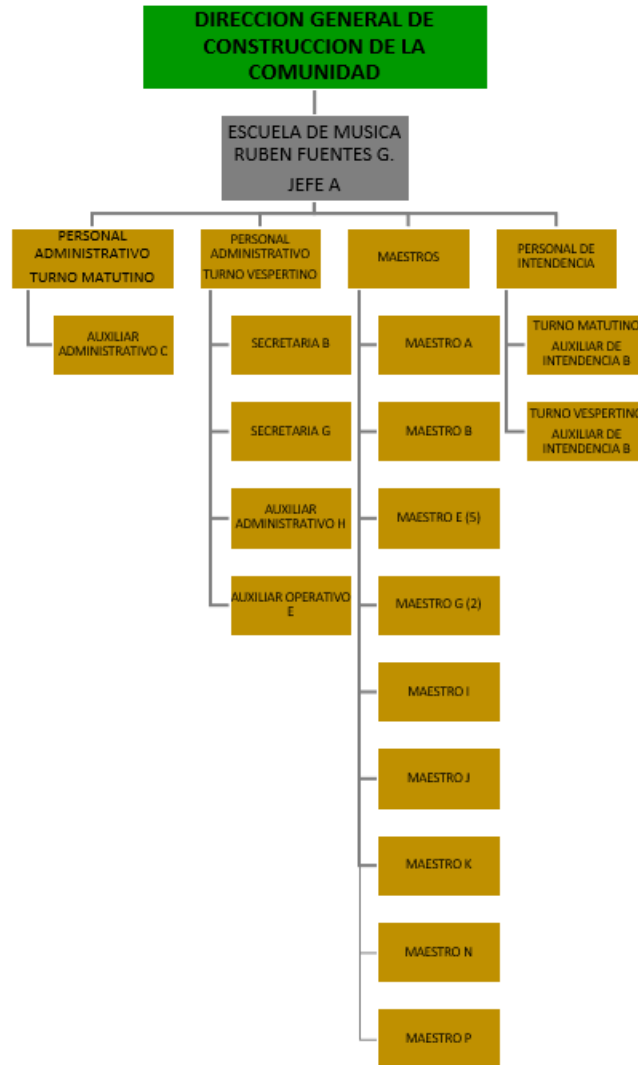 DIRECCION GENERAL DE
CONSTRUCCION DE LA
COMUNIDAD
ESCUELA DE MUSICA
RUBEN FUENTES G.
JEFE A
PERSONAL
ADMINISTRATIVO
TURNO MATUTINO
AUXILIAR
ADMINISTRATIVO C
PERSONAL
ADMINISTRATIVO
TURNO VESPERTINO
SECRETARIA B
SECRETARIA G
AUXILIAR
ADMINISTRATIVO H
AUXILIAR OPERATIVO
E
MAESTROS
MAESTRO A
MAESTRO B
MAESTRO E (5)
MAESTRO G (2)
MAESTRO I
MAESTRO J
MAESTRO K
MAESTRO N
MAESTRO P
PERSONAL DE
INTENDENCIA
TURNO MATUTINO
AUXILIAR DE
INTENDENCIA B
TURNO VESPERTINO
AUXILIAR DE
INTENDENCIA B